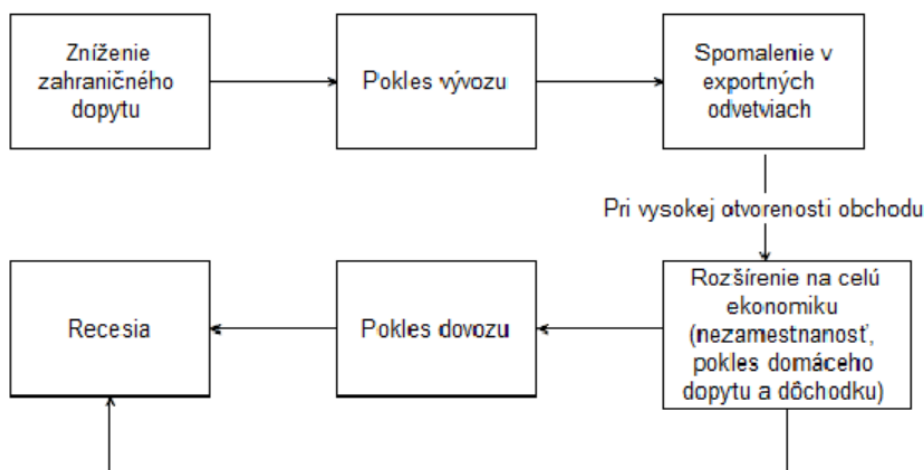 Zníženie
zahraničného
dopytu
Pokles vývozu
Spomalenie v
exportných
odvetviach
Pri vysokej otvorenosti obchodu
Rozšírenie na celú
ekonomiku
(nezamestnanosť,
pokles domáceho
dopytu a dôchodku)
Pokles dovozu
Recesia